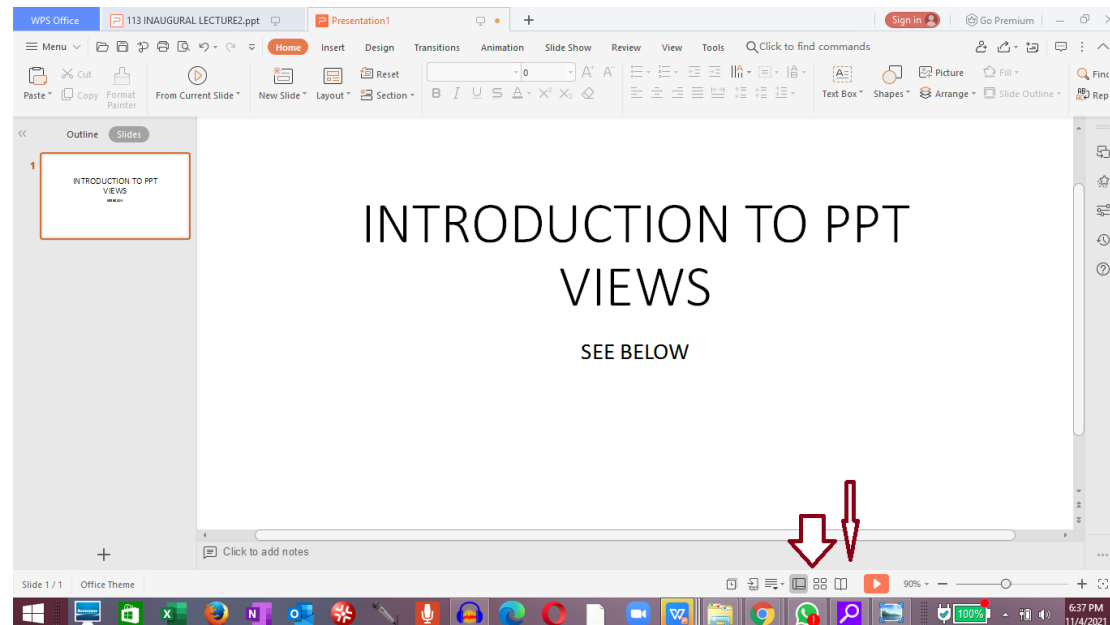 WPS Office
113 INAUGURAL LECTURE2.ppt
Presentation1
Sign in
Go Premium
Menu
Home
Insert
Design
Transitions
Animation
Slide Show
Review
View
Tools
Click to find commands
Paste
Cut
Copy
Format
Painter
From Current Slide
New Slide
Layout
Reset
Section
0
B I U S A X² X₂
Text Box
Shapes
Picture
Arrange
Fill
Slide Outline
Outline
Slides
1
INTRODUCTION TO PPT
VIEWS
INTRODUCTION TO PPT
VIEWS
SEE BELOW
Click to add notes
Slide 1 / 1
Office Theme
90%
100%
6:37 PM
11/4/2021